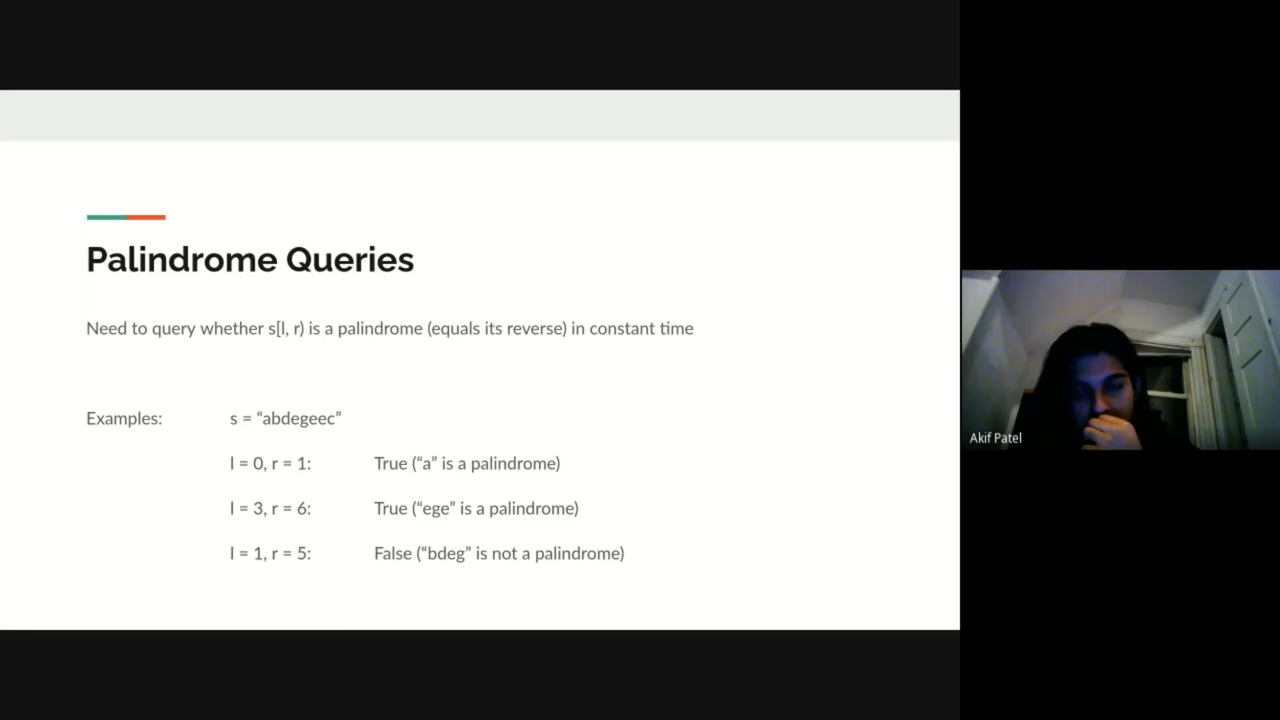 Palindrome Queries
Need to query whether s[l, r) is a palindrome (equals its reverse) in constant time
Examples: s = “abdegeec”
l = 0, r = 1: True (“a” is a palindrome)
l = 3, r = 6: True (“ege” is a palindrome)
l = 1, r = 5: False (“bdeg” is not a palindrome)
Akif Patel